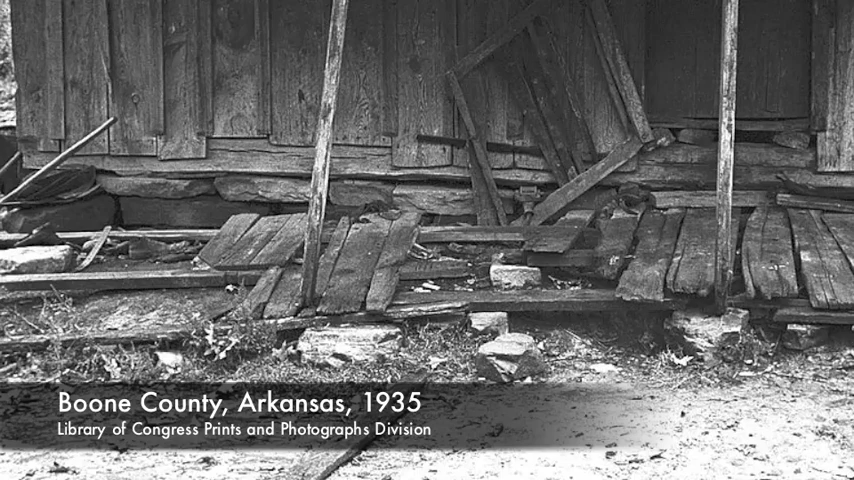 Boone County, Arkansas, 1935
Library of Congress Prints and Photographs Division